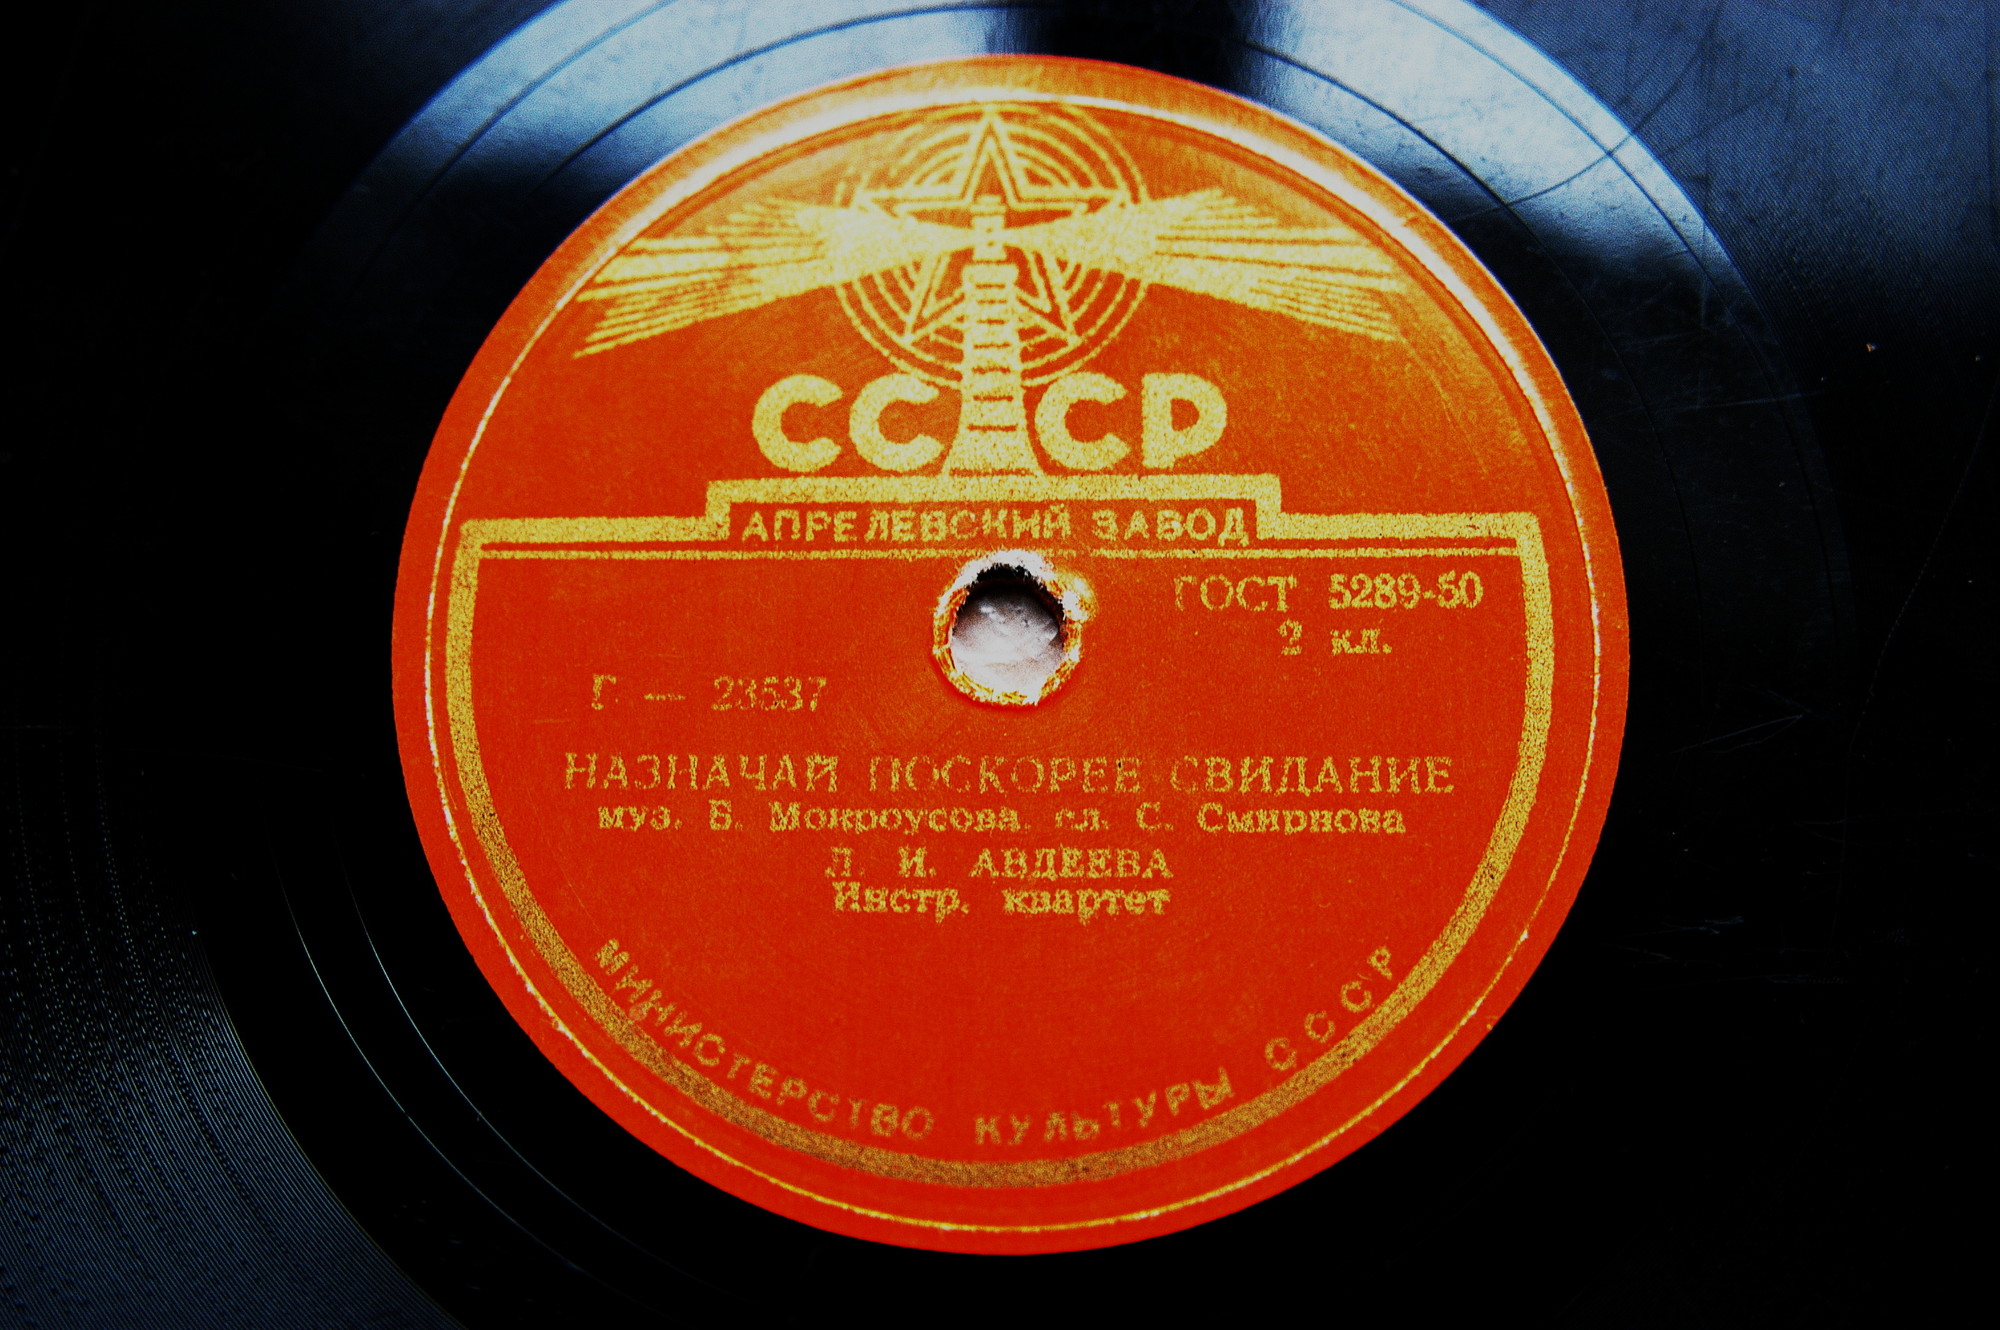 СССР
АПРЕЛЕВСКИЙ ЗАВОД
ГОСТ 5289-50
2 кл.
Г — 23537
НАЗНАЧАЙ ПОСКОРЕЕ СВИДАНИЕ
муз. Б. Мокроусова, сл. С. Смирнова
Л. И. АВДЕЕВА
Инстр. квартет
МИНИСТЕРСТВО КУЛЬТУРЫ СССР